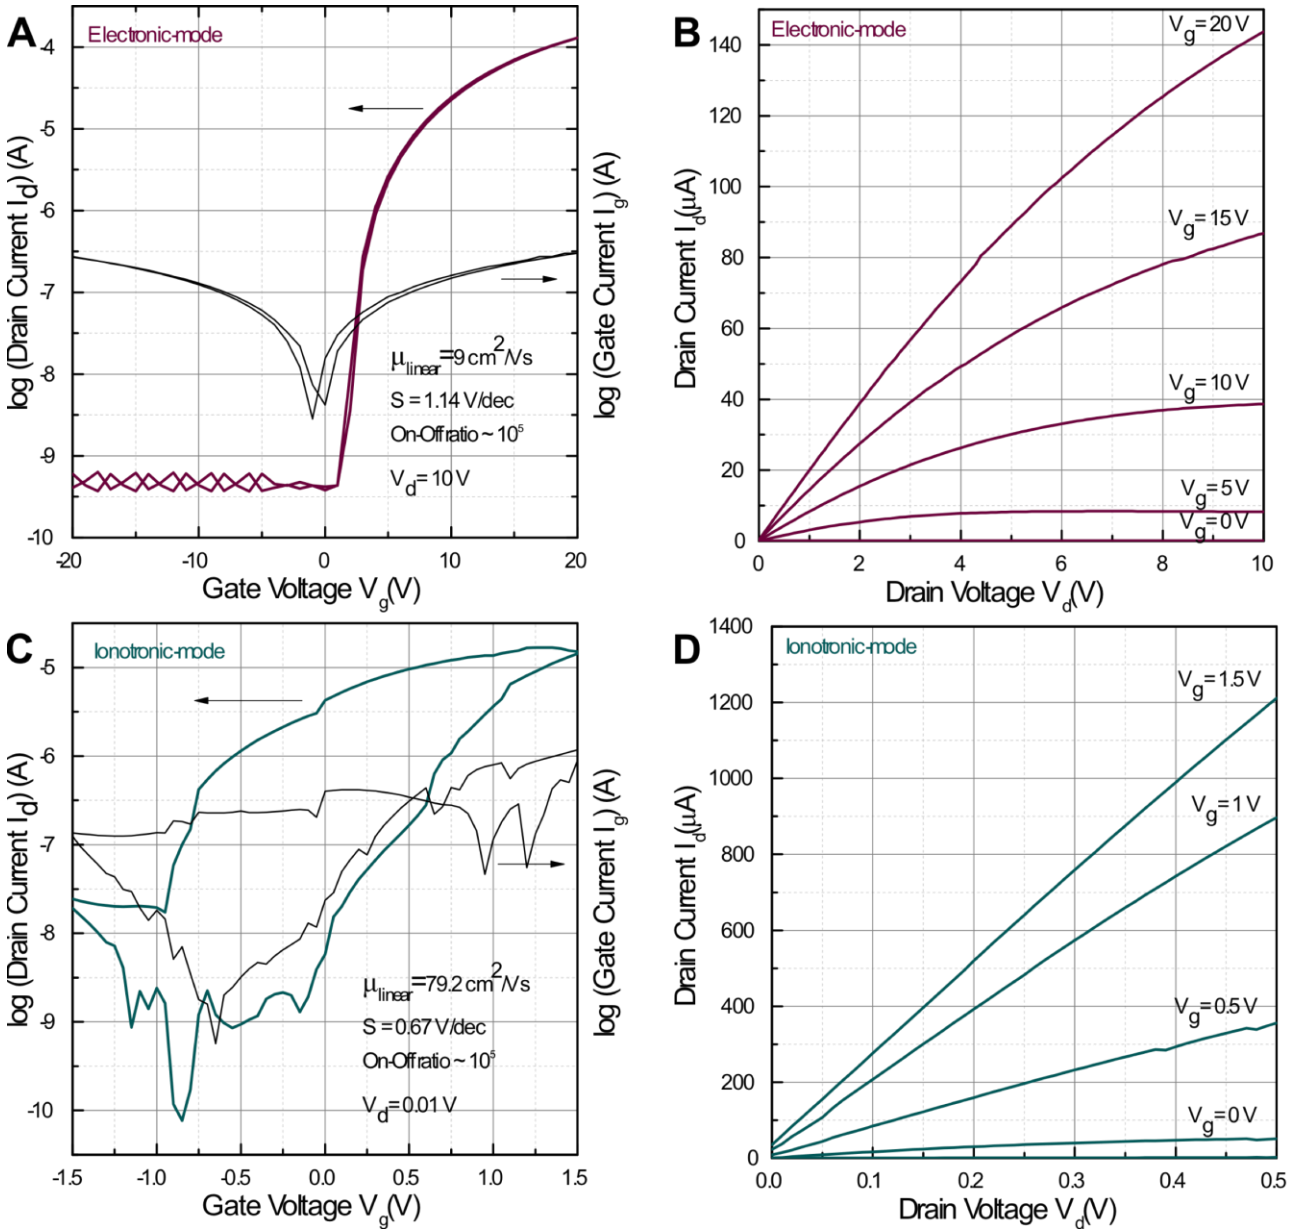 A
Electronic-mode
-4
-5
-6
-7
-8
-9
-10
-20
-10
0
10
20
log (Drain Current I_d) (A)
log (Gate Current I_g) (A)
Gate Voltage V_g(V)
μ_linear=9 cm²/Vs
S = 1.14 V/dec
On-Off ratio ~ 10⁵
V_d= 10 V
B
Electronic-mode
140
120
100
80
60
40
20
0
0
2
4
6
8
10
Drain Current I_d(μA)
Drain Voltage V_d(V)
V_g= 20 V
V_g= 15 V
V_g= 10 V
V_g= 5 V
V_g= 0 V
C
Ionotronic-mode
-5
-6
-7
-8
-9
-10
-1.5
-1.0
-0.5
0.0
0.5
1.0
1.5
log (Drain Current I_d) (A)
log (Gate Current I_g) (A)
Gate Voltage V_g(V)
μ_linear=79.2 cm²/Vs
S = 0.67 V/dec
On-Off ratio ~ 10⁵
V_d= 0.01 V
D
Ionotronic-mode
1400
1200
1000
800
600
400
200
0
0.0
0.1
0.2
0.3
0.4
0.5
Drain Current I_d(μA)
Drain Voltage V_d(V)
V_g= 1.5 V
V_g= 1 V
V_g= 0.5 V
V_g= 0 V